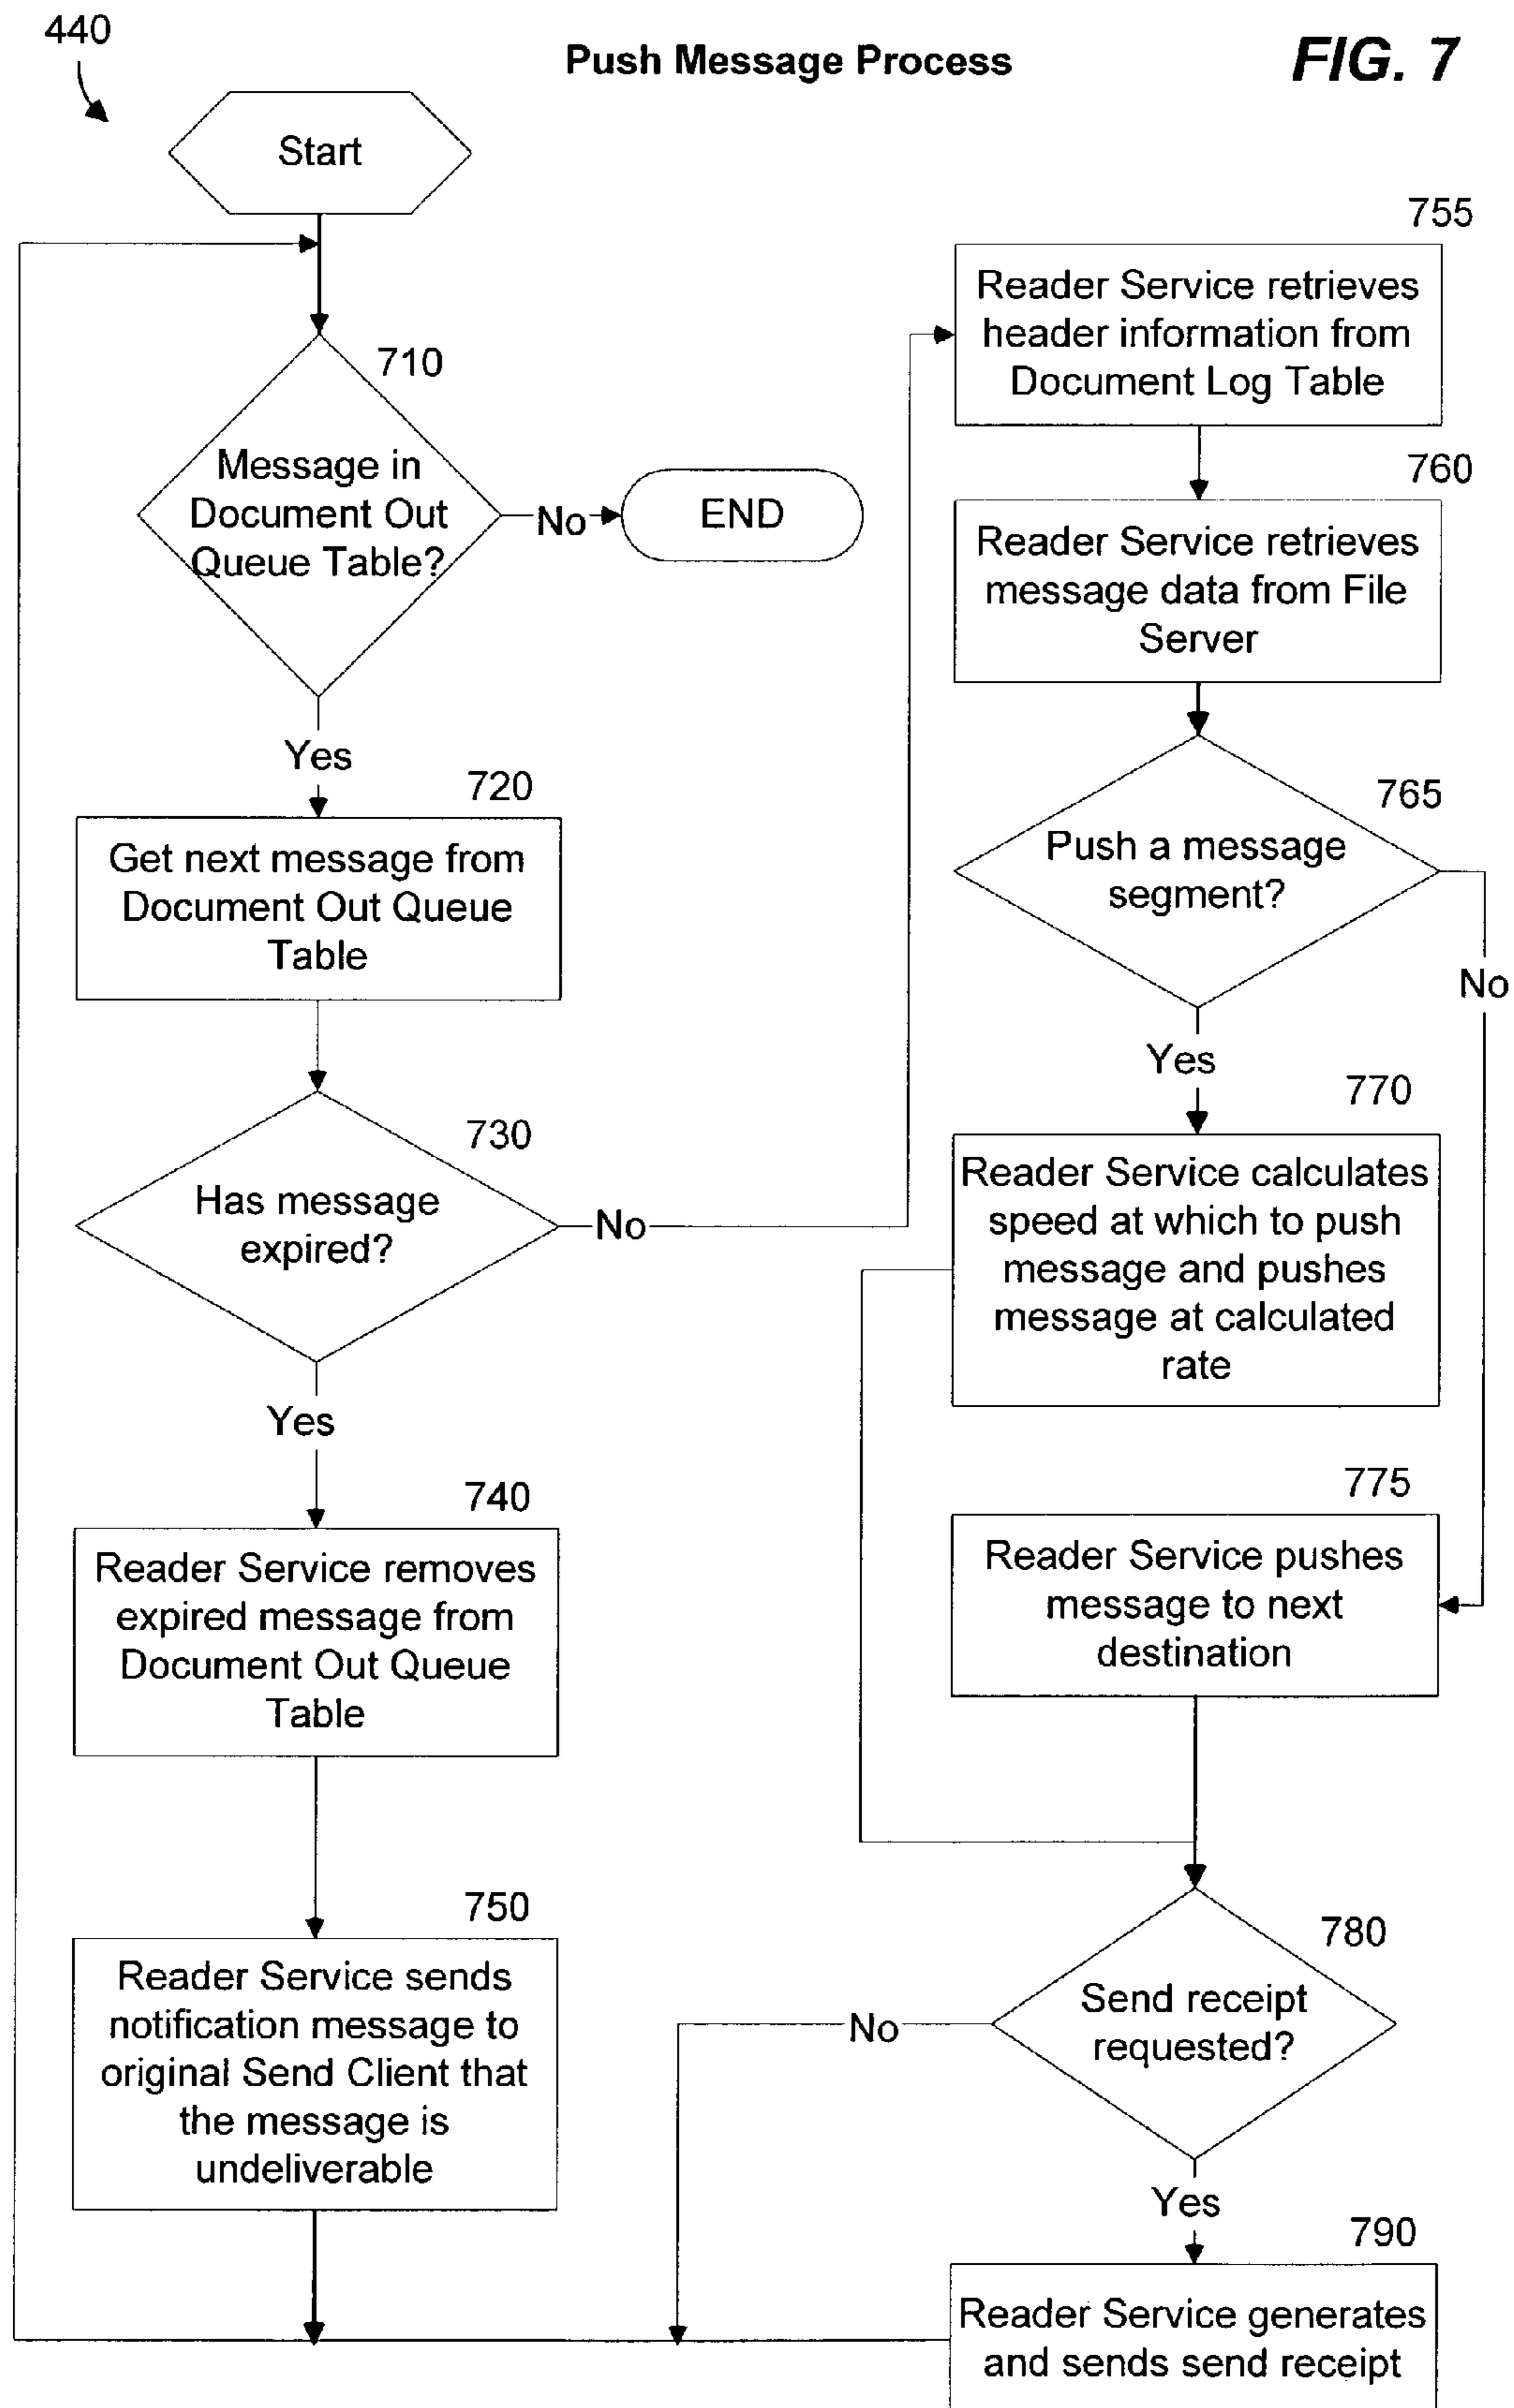 440
Push Message Process
FIG. 7
Start
710
Message in
Document Out
Queue Table?
No
END
Yes
720
Get next message from
Document Out Queue
Table
730
Has message
expired?
No
Yes
740
Reader Service removes
expired message from
Document Out Queue
Table
750
Reader Service sends
notification message to
original Send Client that
the message is
undeliverable
755
Reader Service retrieves
header information from
Document Log Table
760
Reader Service retrieves
message data from File
Server
765
Push a message
segment?
No
Yes
770
Reader Service calculates
speed at which to push
message and pushes
message at calculated
rate
775
Reader Service pushes
message to next
destination
780
Send receipt
requested?
No
Yes
790
Reader Service generates
and sends send receipt